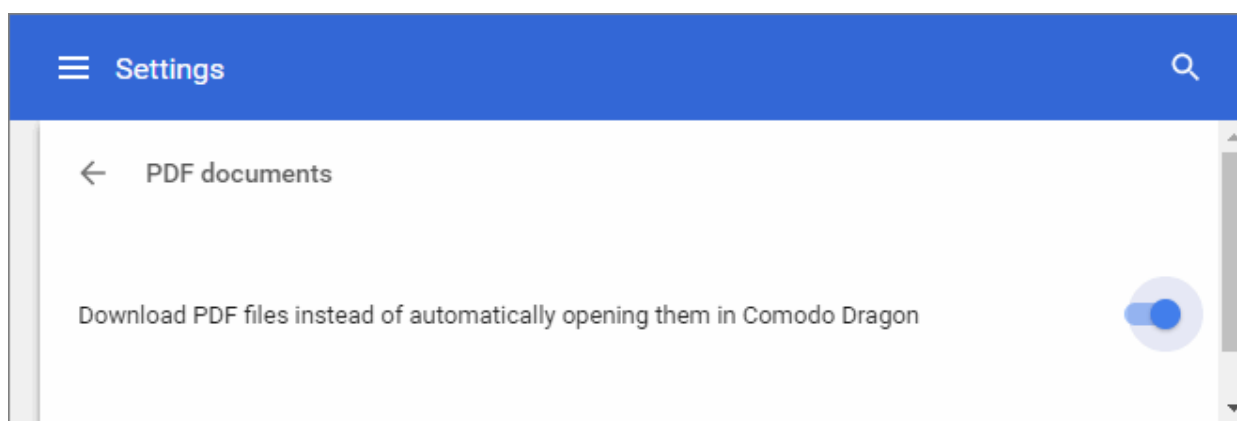 Settings
PDF documents
Download PDF files instead of automatically opening them in Comodo Dragon